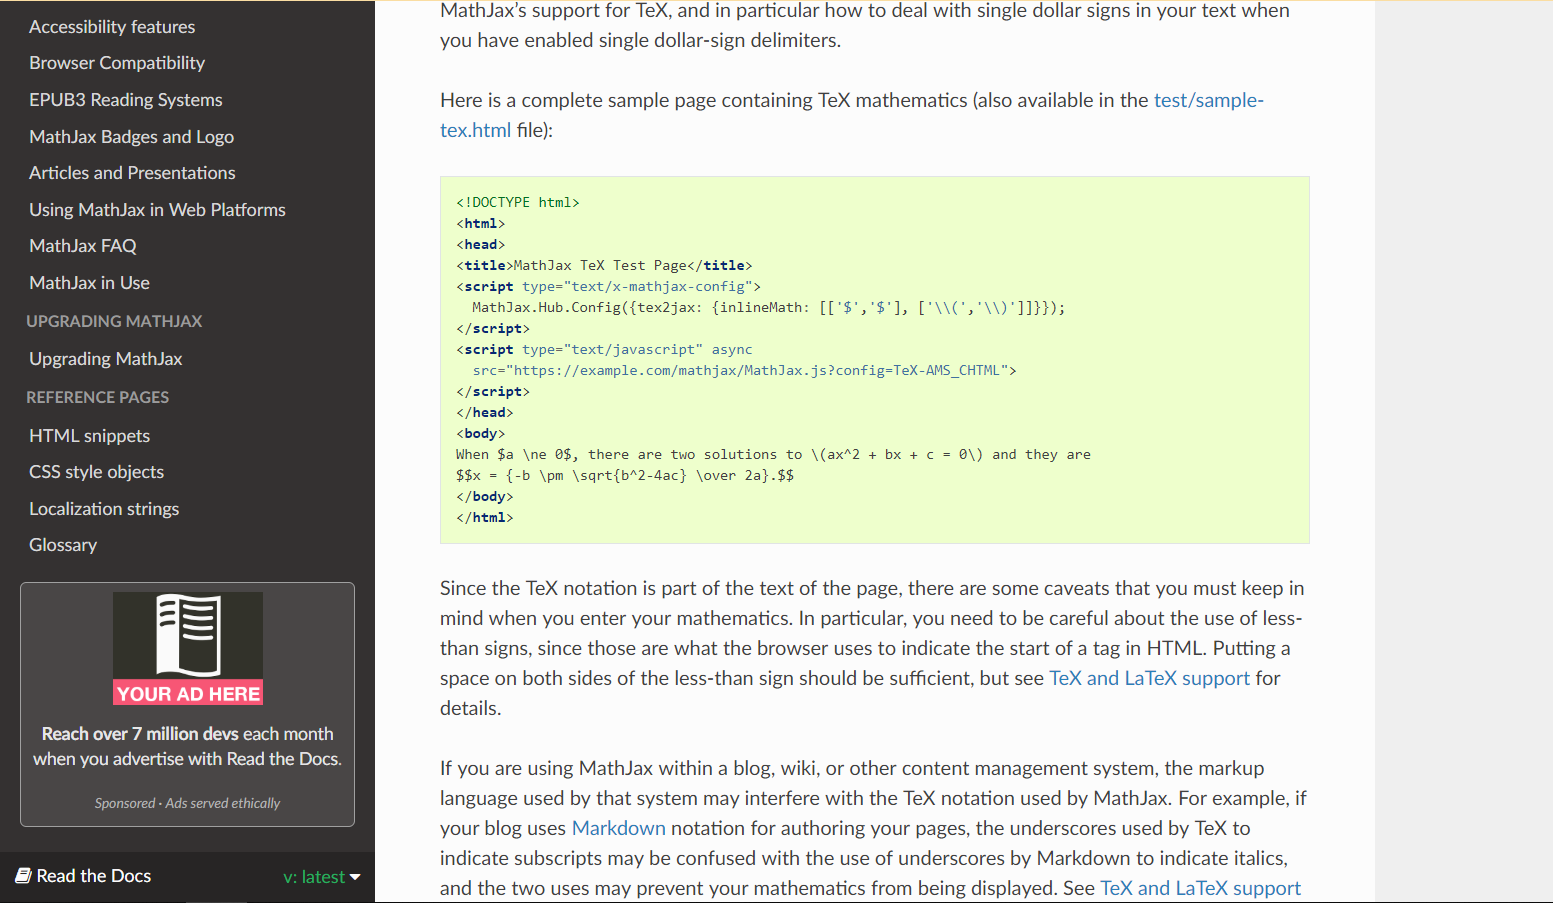 Accessibility features
Browser Compatibility
EPUB3 Reading Systems
MathJax Badges and Logo
Articles and Presentations
Using MathJax in Web Platforms
MathJax FAQ
MathJax in Use
UPGRADING MATHJAX
Upgrading MathJax
REFERENCE PAGES
HTML snippets
CSS style objects
Localization strings
Glossary
YOUR AD HERE
Reach over 7 million devs each month
when you advertise with Read the Docs.
Sponsored · Ads served ethically
Read the Docs
v: latest
MathJax's support for TeX, and in particular how to deal with single dollar signs in your text when
you have enabled single dollar-sign delimiters.
Here is a complete sample page containing TeX mathematics (also available in the test/sample-
tex.html file):
<!DOCTYPE html>
<html>
<head>
<title>MathJax TeX Test Page</title>
<script type="text/x-mathjax-config">
  MathJax.Hub.Config({tex2jax: {inlineMath: [['$','$'], ['\\(','\\)']]}});
</script>
<script type="text/javascript" async
  src="https://example.com/mathjax/MathJax.js?config=TeX-AMS_CHTML">
</script>
</head>
<body>
When $a \ne 0$, there are two solutions to \(ax^2 + bx + c = 0\) and they are
$$x = {-b \pm \sqrt{b^2-4ac} \over 2a}.$$
</body>
</html>
Since the TeX notation is part of the text of the page, there are some caveats that you must keep in
mind when you enter your mathematics. In particular, you need to be careful about the use of less-
than signs, since those are what the browser uses to indicate the start of a tag in HTML. Putting a
space on both sides of the less-than sign should be sufficient, but see TeX and LaTeX support for
details.
If you are using MathJax within a blog, wiki, or other content management system, the markup
language used by that system may interfere with the TeX notation used by MathJax. For example, if
your blog uses Markdown notation for authoring your pages, the underscores used by TeX to
indicate subscripts may be confused with the use of underscores by Markdown to indicate italics,
and the two uses may prevent your mathematics from being displayed. See TeX and LaTeX support